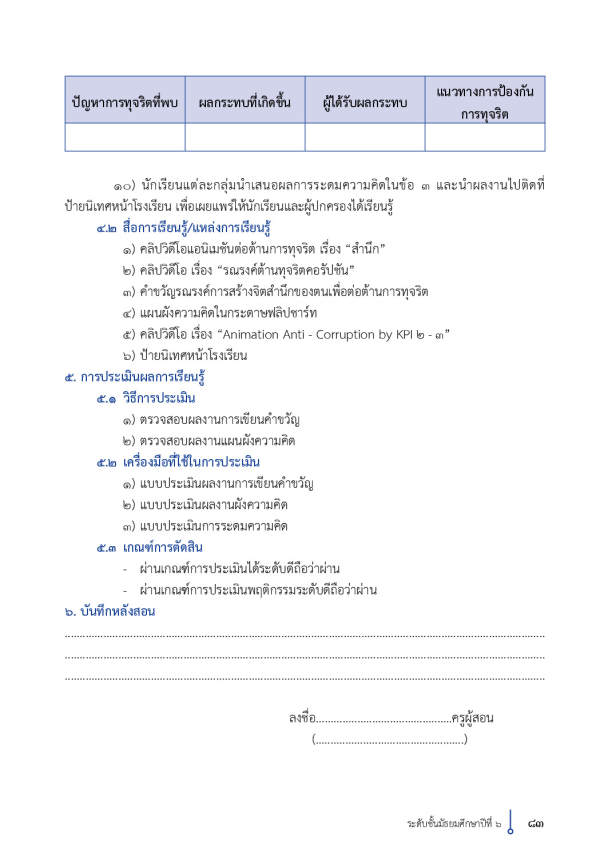 ปัญหาการทุจริตที่พบ ผลกระทบที่เกิดขึ้น ผู้ได้รับผลกระทบ แนวทางการป้องกัน
การทุจริต
๑๐) นักเรียนแต่ละกลุ่มนำเสนอผลการระดมความคิดในข้อ ๓ และนำผลงานไปติดที่
ป้ายนิเทศหน้าโรงเรียน เพื่อเผยแพร่ให้นักเรียนและผู้ปกครองได้เรียนรู้
๔.๒ สื่อการเรียนรู้/แหล่งการเรียนรู้
๑) คลิปวิดีโอแอนิเมชันต่อต้านการทุจริต เรื่อง “สำนึก”
๒) คลิปวิดีโอ เรื่อง “รณรงค์ต้านทุจริตคอรัปชัน”
๓) คำขวัญรณรงค์การสร้างจิตสำนึกของตนเพื่อต่อต้านการทุจริต
๔) แผนผังความคิดในกระดาษฟลิปชาร์ท
๕) คลิปวิดีโอ เรื่อง “Animation Anti - Corruption by KPI ๒ - ๓”
๖) ป้ายนิเทศหน้าโรงเรียน
๕. การประเมินผลการเรียนรู้
๕.๑ วิธีการประเมิน
๑) ตรวจสอบผลงานการเขียนคำขวัญ
๒) ตรวจสอบผลงานแผนผังความคิด
๕.๒ เครื่องมือที่ใช้ในการประเมิน
๑) แบบประเมินผลงานการเขียนคำขวัญ
๒) แบบประเมินผลงานผังความคิด
๓) แบบประเมินการระดมความคิด
๕.๓ เกณฑ์การตัดสิน
- ผ่านเกณฑ์การประเมินได้ระดับดีถือว่าผ่าน
- ผ่านเกณฑ์การประเมินพฤติกรรมระดับดีถือว่าผ่าน
๖. บันทึกหลังสอน
................................................................................
................................................................................
................................................................................
ลงชื่อ..............................................ครูผู้สอน
(..................................................)
ระดับชั้นมัธยมศึกษาปีที่ ๖ ๘๓